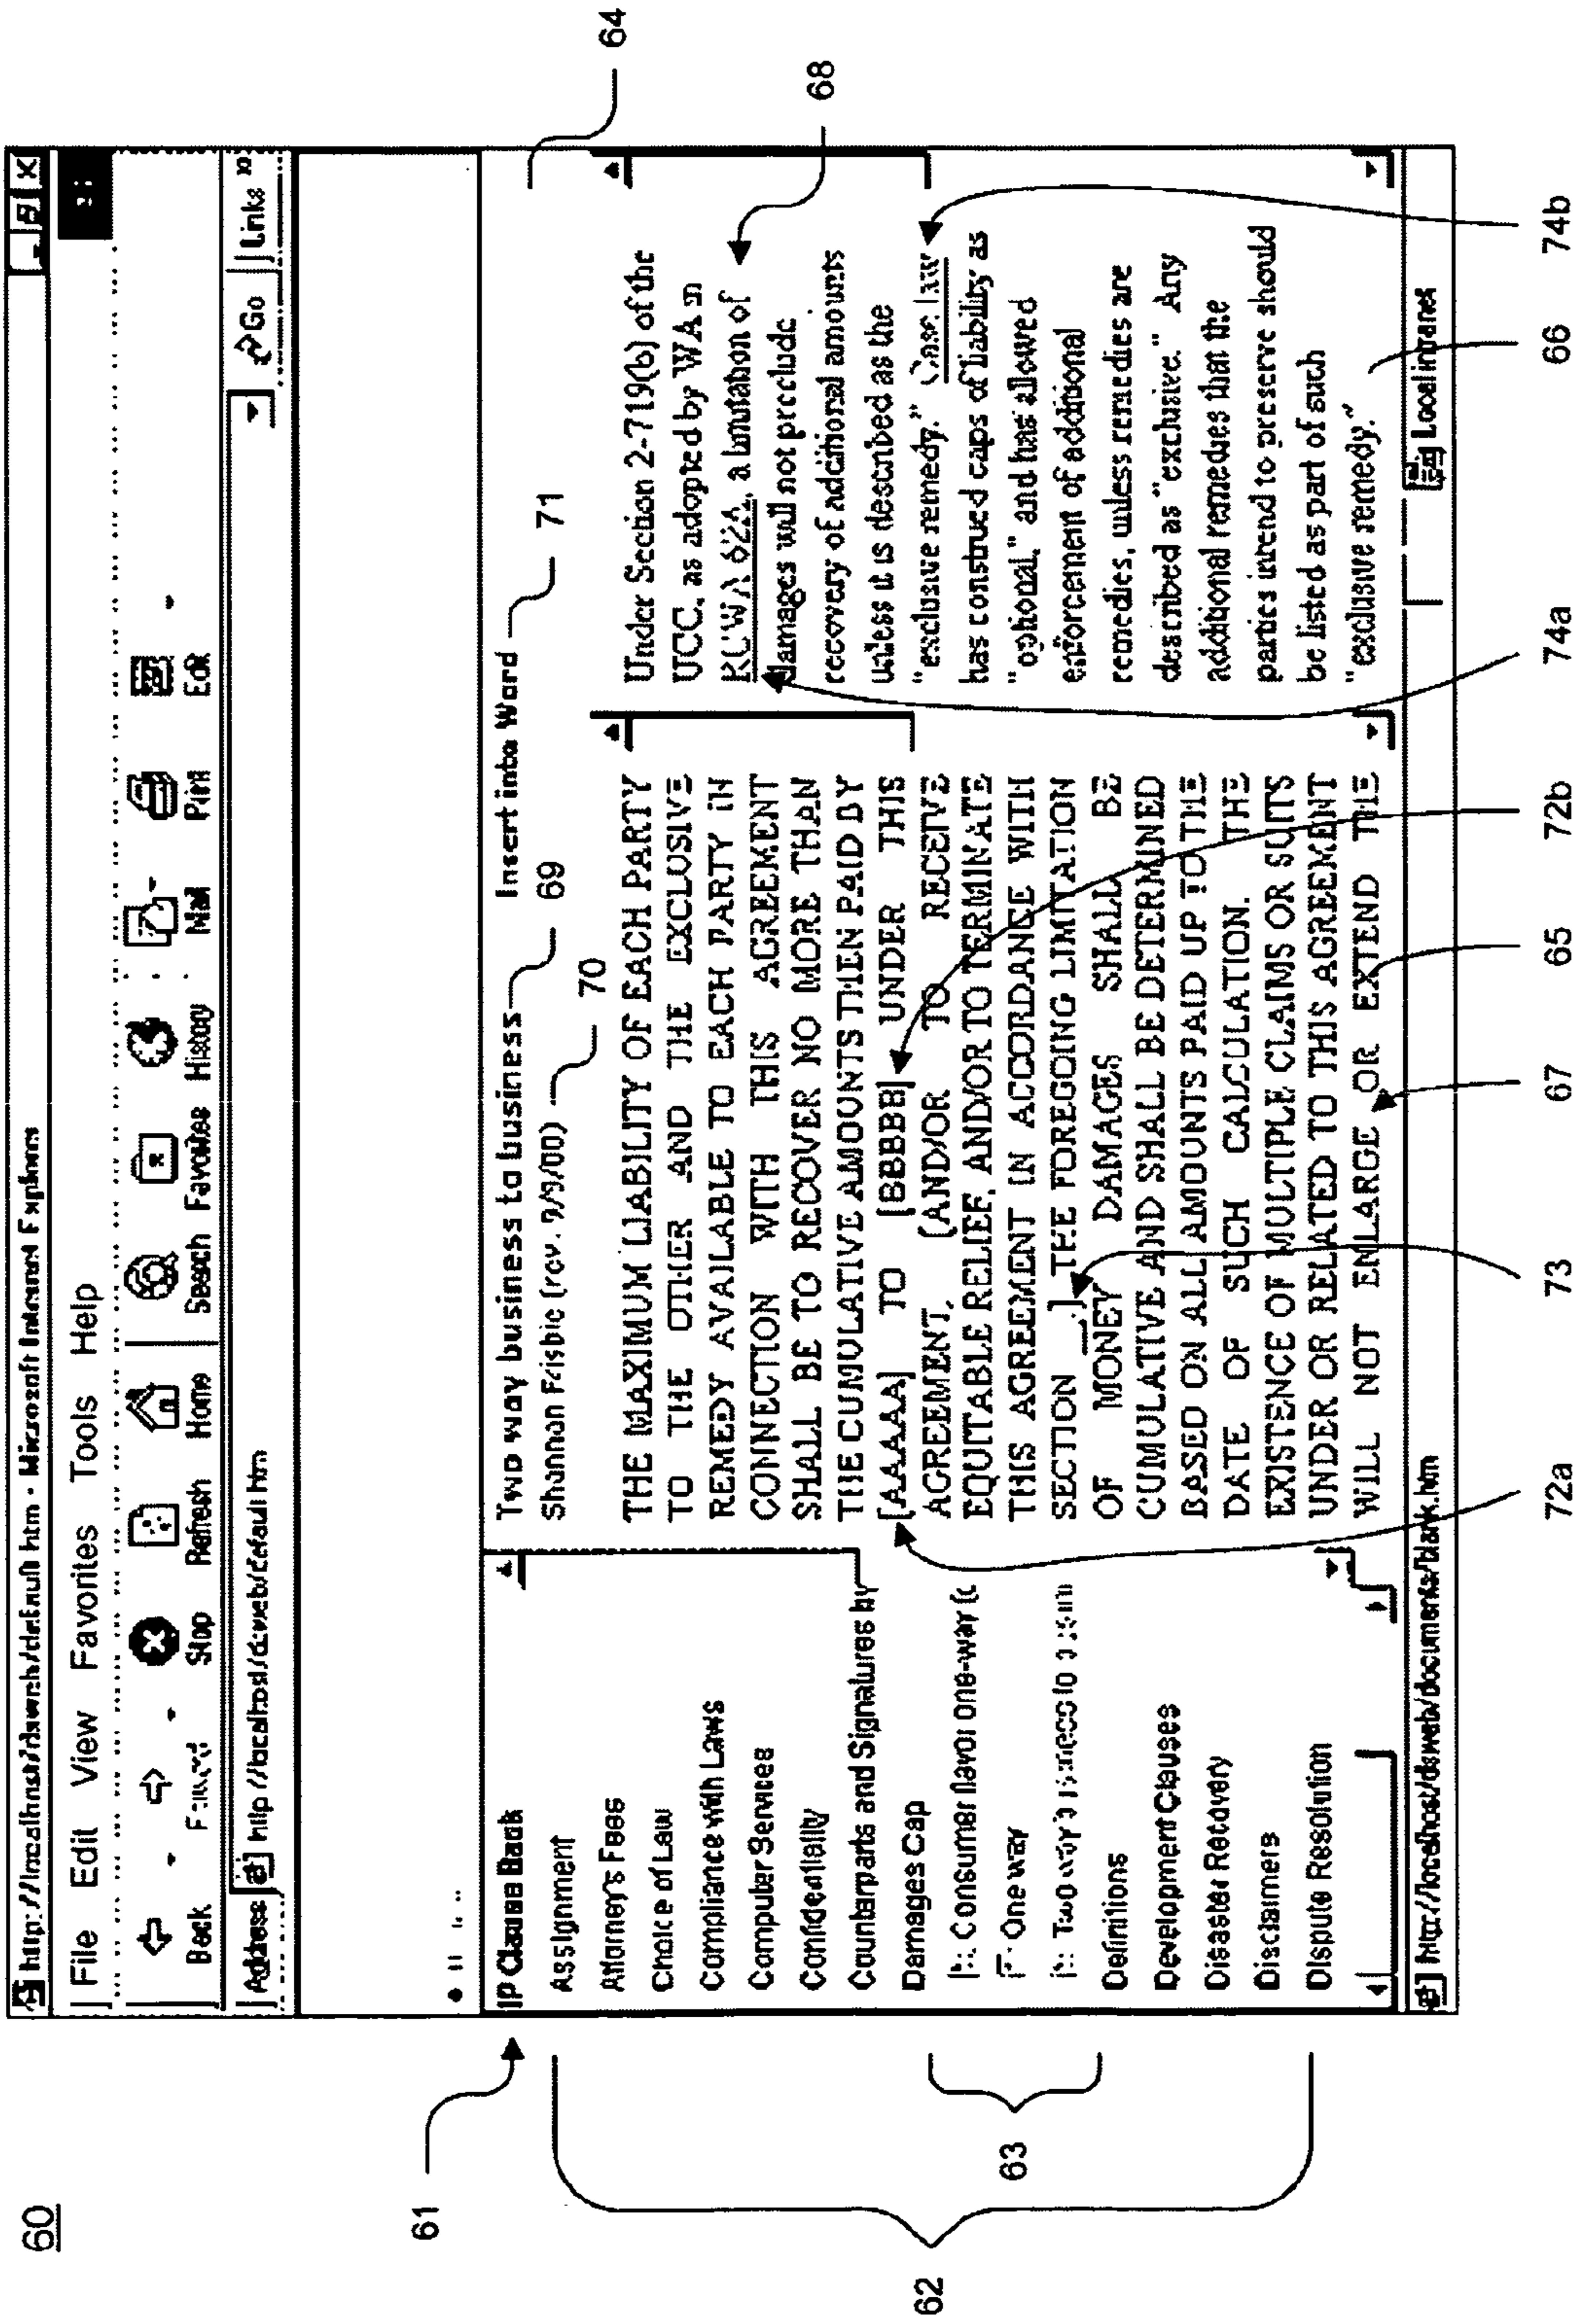 60
http://localhost/dsweb/default.htm - Microsoft Internet Explorer
File Edit View Favorites Tools Help
Back Stop Refresh Home Search Favorites History Mail Print Edit
Address http://localhost/dsweb/default.htm Go Links »
61
62
63
IP Clause Bank
Assignment
Attorney's Fees
Choice of Law
Compliance with Laws
Computer Services
Confidentiality
Counterparts and Signatures by
Damages Cap
Consumer flavor one-way (c
One way
Two way business to busin
Definitions
Development Clauses
Disaster Recovery
Disclaimers
Dispute Resolution
Two way business to business 69
Insert into Word 71
Shannon Frisbie (rev. 9/9/00) 70
THE MAXIMUM LIABILITY OF EACH PARTY
TO THE OTHER AND THE EXCLUSIVE
REMEDY AVAILABLE TO EACH PARTY IN
CONNECTION WITH THIS AGREEMENT
SHALL BE TO RECOVER NO MORE THAN
THE CUMULATIVE AMOUNTS THEN PAID BY
[AAAAA] TO [BBBBB] UNDER THIS
AGREEMENT, (AND/OR TO RECEIVE
EQUITABLE RELIEF, AND/OR TO TERMINATE
THIS AGREEMENT IN ACCORDANCE WITH
SECTION __.] THE FOREGOING LIMITATION
OF MONEY DAMAGES SHALL BE
CUMULATIVE AND SHALL BE DETERMINED
BASED ON ALL AMOUNTS PAID UP TO THE
DATE OF SUCH CALCULATION. THE
EXISTENCE OF MULTIPLE CLAIMS OR SUITS
UNDER OR RELATED TO THIS AGREEMENT
WILL NOT ENLARGE OR EXTEND THE
Under Section 2-719(b) of the
UCC, as adopted by WA in
RCWA 62A, a limitation of
damages will not preclude
recovery of additional amounts
unless it is described as the
"exclusive remedy." Case law
has construed caps of liability as
"optional," and has allowed
enforcement of additional
remedies, unless remedies are
described as "exclusive." Any
additional remedies that the
parties intend to preserve should
be listed as part of such
"exclusive remedy."
64
68
http://localhost/dsweb/documents/blank.htm Local intranet
72a
73
67
65
72b
74a
66
74b